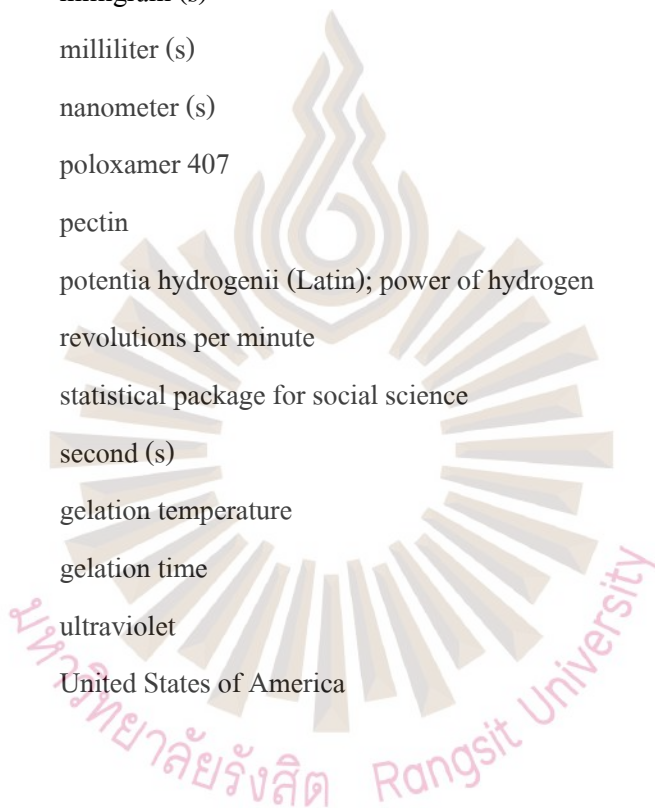 milligram (s)
milliliter (s)
nanometer (s)
poloxamer 407
pectin
potentia hydrogenii (Latin); power of hydrogen
revolutions per minute
statistical package for social science
second (s)
gelation temperature
gelation time
ultraviolet
United States of America
มหาวิทยาลัยรังสิต Rangsit University